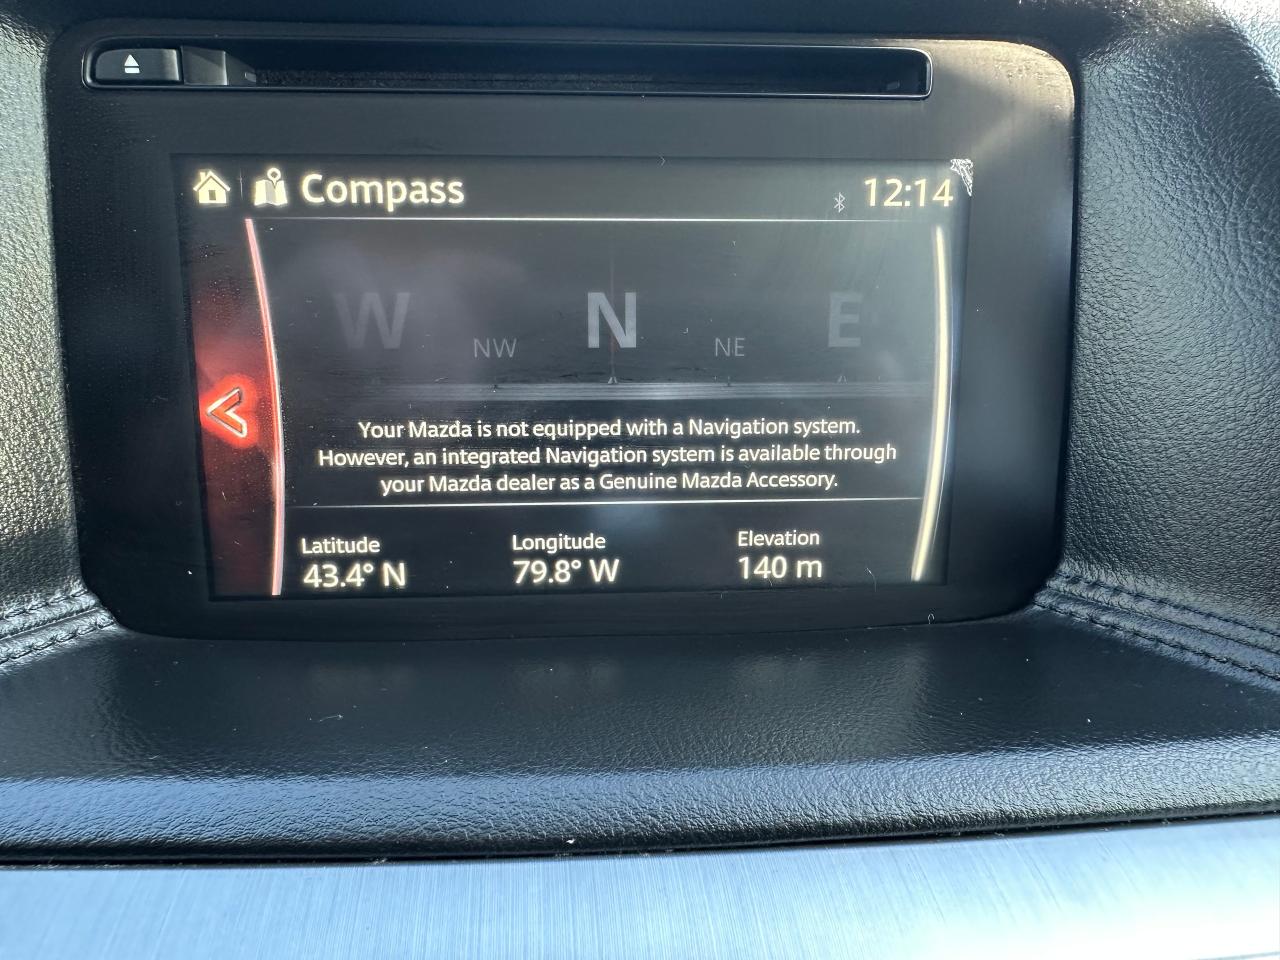 Compass 12:14
W NW N NE E
Your Mazda is not equipped with a Navigation system.
However, an integrated Navigation system is available through
your Mazda dealer as a Genuine Mazda Accessory.
Latitude Longitude Elevation
43.4° N 79.8° W 140 m